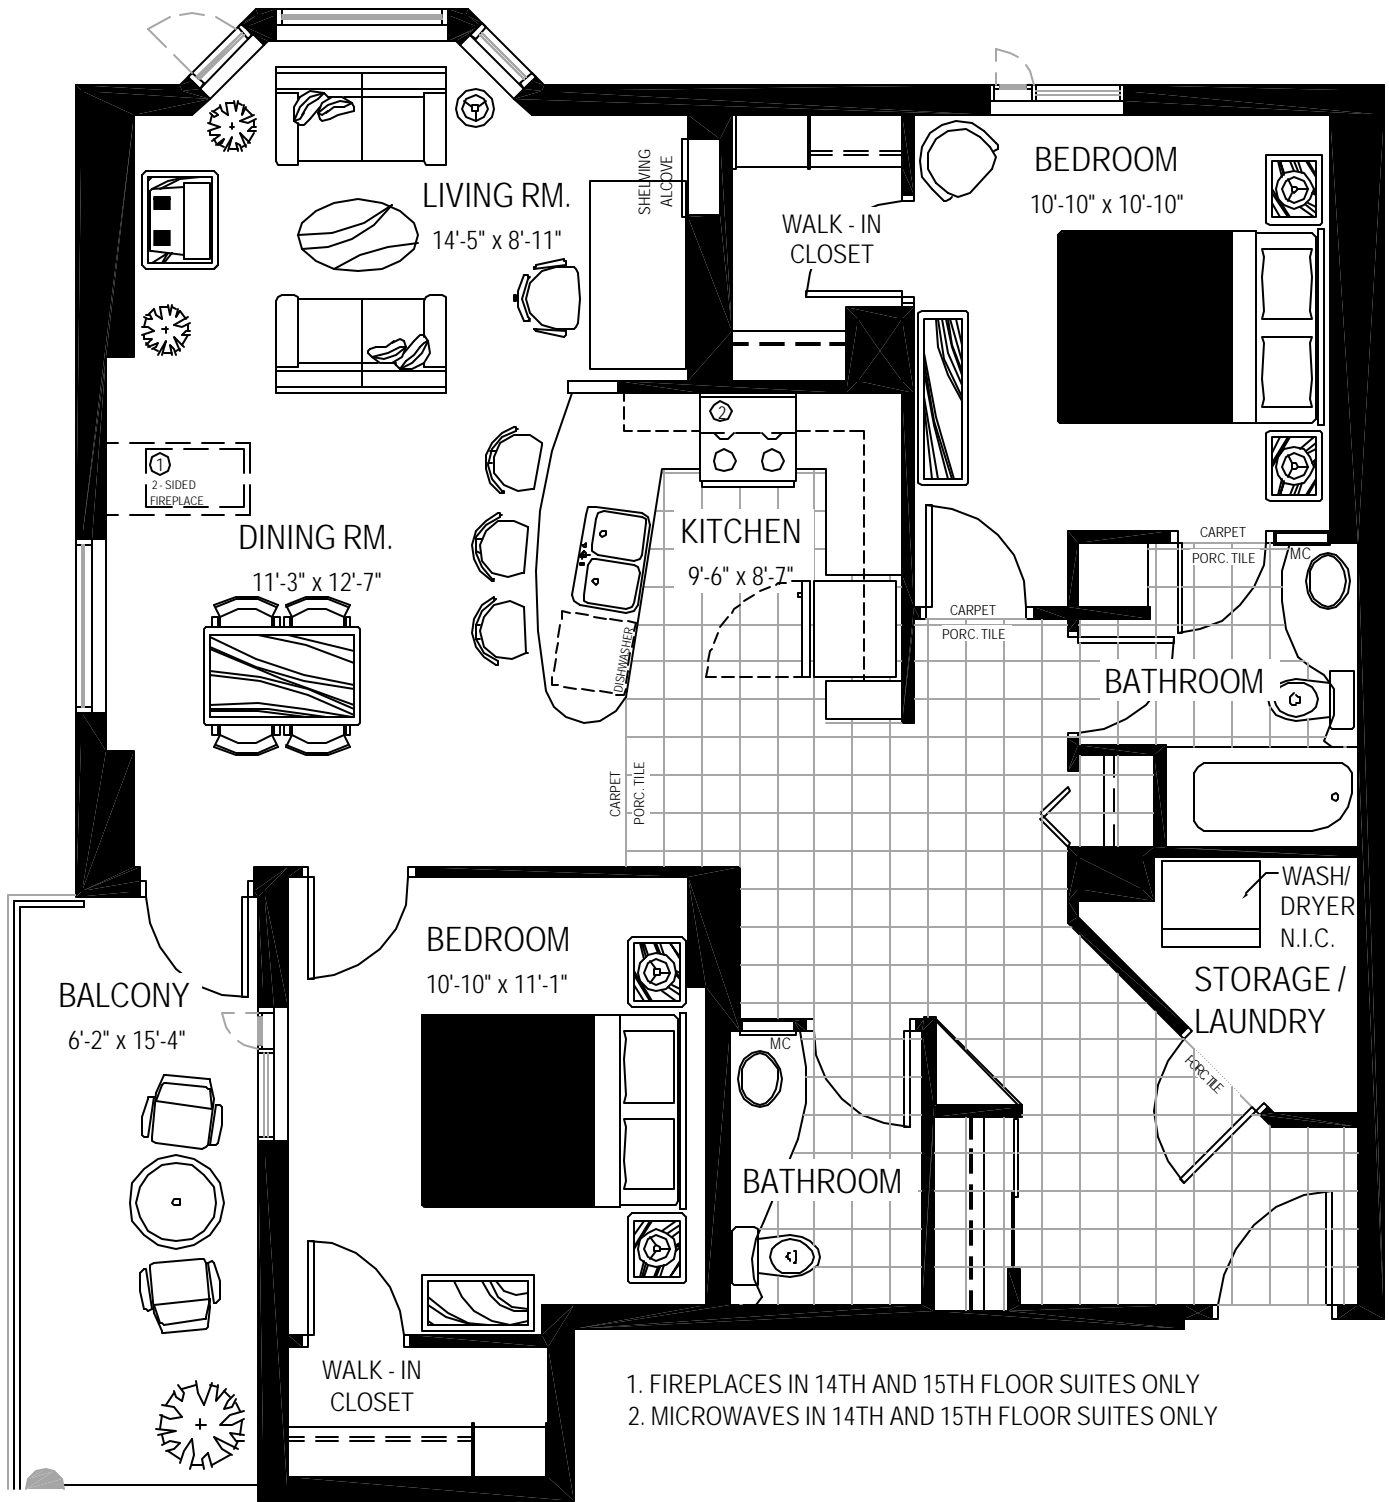 BEDROOM
10'-10" x 10'-10"
SHELVING
ALCOVE
LIVING RM.
14'-5" x 8'-11"
WALK - IN
CLOSET
2
1
2 - SIDED
FIREPLACE
DINING RM.
11'-3" x 12'-7"
KITCHEN
9'-6" x 8'-7"
DISHWASHER
CARPET
PORC. TILE
MC
CARPET
PORC. TILE
BATHROOM
CARPET
PORC. TILE
WASH/
DRYER
N.I.C.
STORAGE /
LAUNDRY
PORC TILE
BEDROOM
10'-10" x 11'-1"
BALCONY
6'-2" x 15'-4"
MC
BATHROOM
WALK - IN
CLOSET
1. FIREPLACES IN 14TH AND 15TH FLOOR SUITES ONLY
2. MICROWAVES IN 14TH AND 15TH FLOOR SUITES ONLY